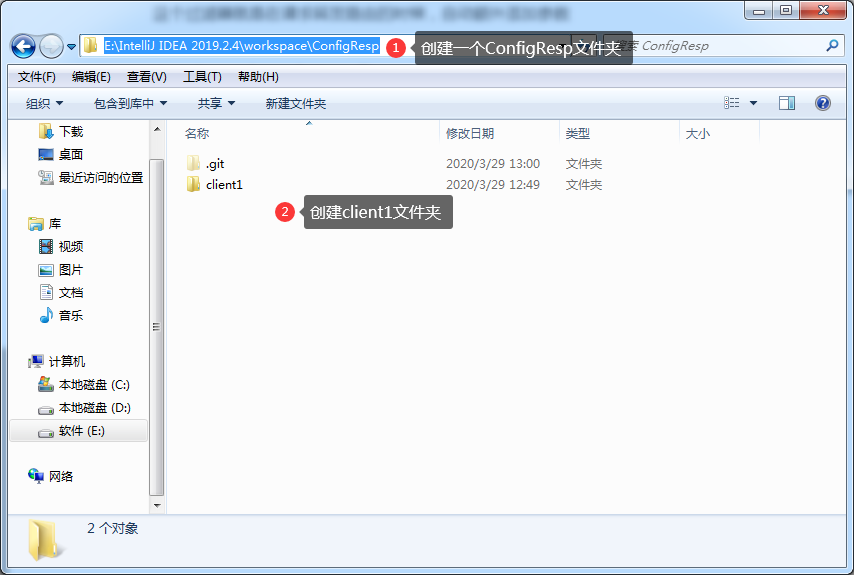 E:\IntelliJ IDEA 2019.2.4\workspace\ConfigResp
1 创建一个ConfigResp文件夹
ConfigResp
文件(F) 编辑(E) 查看(V) 工具(T) 帮助(H)
组织 包含到库中 共享 新建文件夹
下载
桌面
最近访问的位置
库
视频
图片
文档
音乐
计算机
本地磁盘 (C:)
本地磁盘 (D:)
软件 (E:)
网络
名称 修改日期 类型 大小
.git 2020/3/29 13:00 文件夹
client1 2020/3/29 12:49 文件夹
2 创建client1文件夹
2 个对象